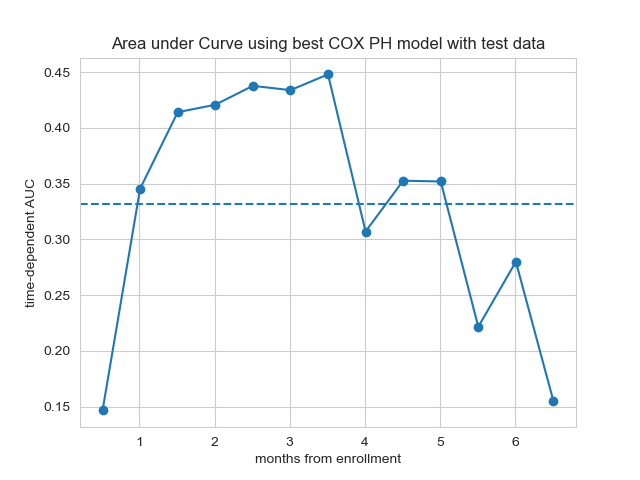 Area under Curve using best COX PH model with test data
time-dependent AUC
0.45
0.40
0.35
0.30
0.25
0.20
0.15
1 2 3 4 5 6
months from enrollment